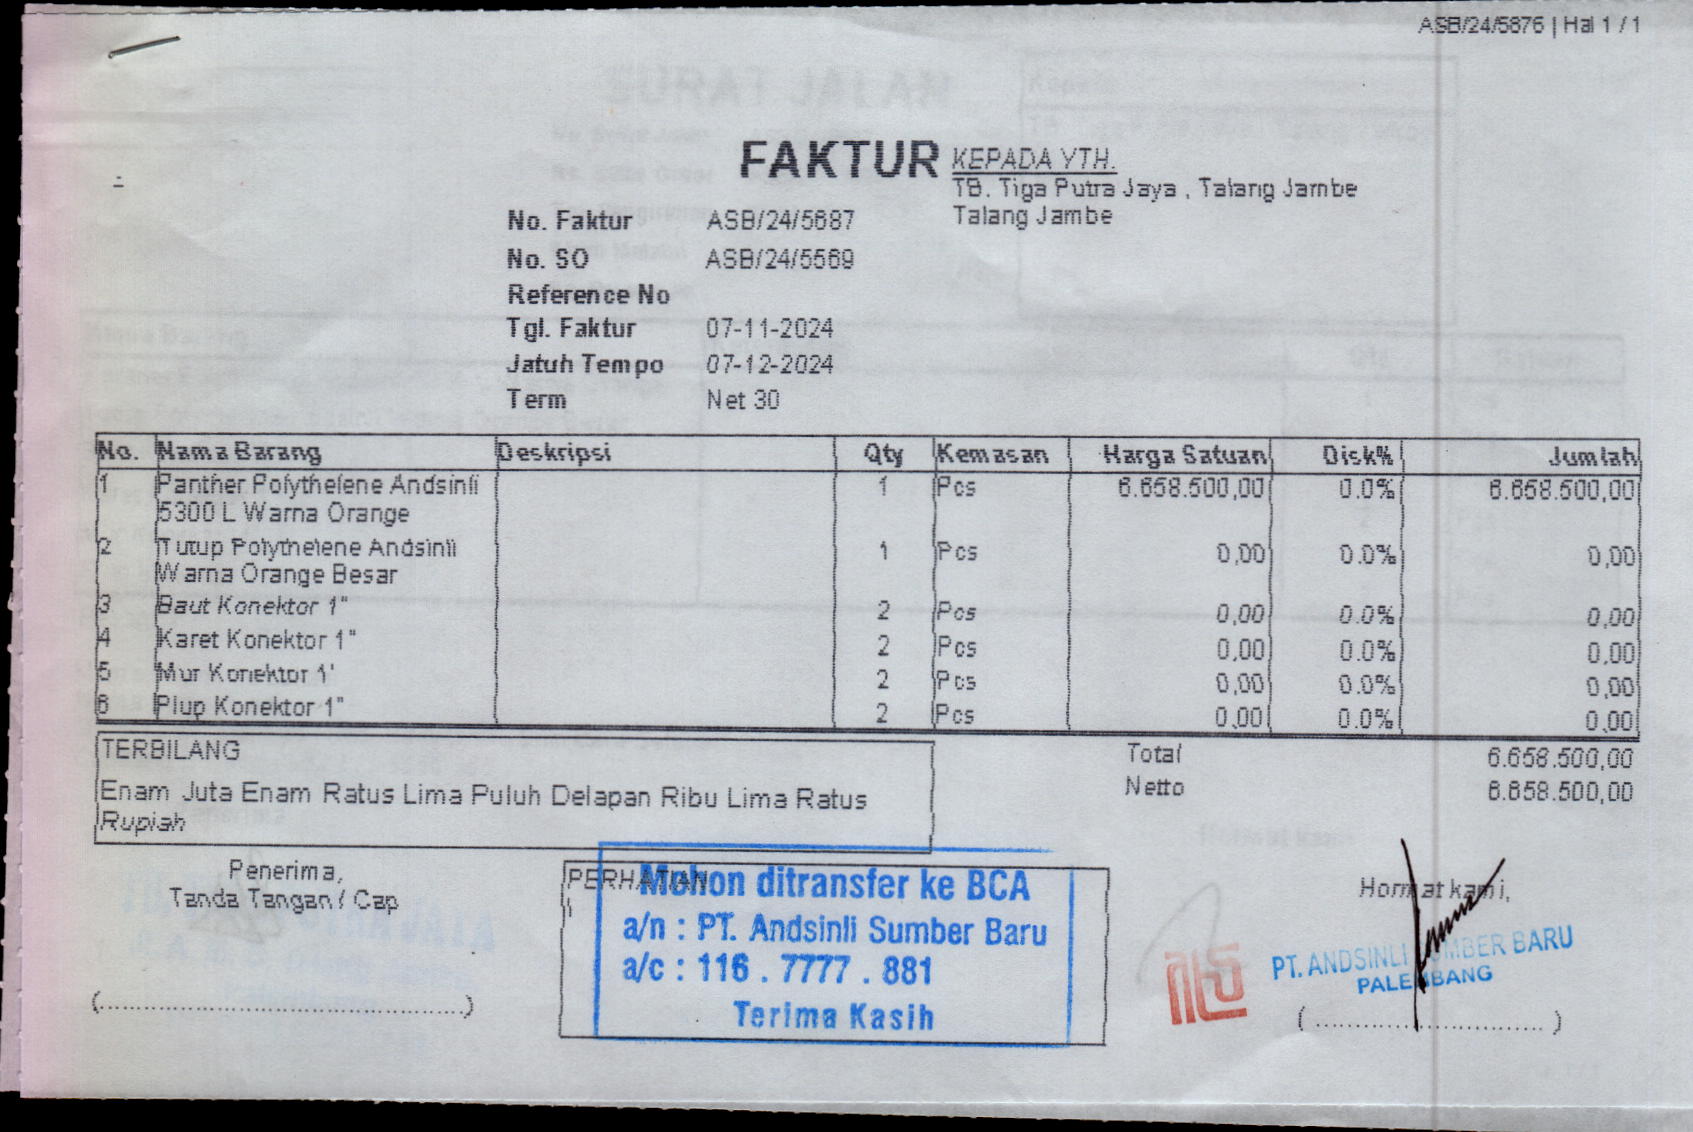 ASB/24/5876 | Hal 1 / 1
FAKTUR
KEPADA YTH.
TB. Tiga Putra Jaya , Talang Jambe
Talang Jambe
No. Faktur ASB/24/5687
No. SO ASB/24/5569
Reference No
Tgl. Faktur 07-11-2024
Jatuh Tempo 07-12-2024
Term Net 30
No. Nama Barang Deskripsi Qty Kemasan Harga Satuan Disk% Jumlah
1 Panther Polythelene Andsinli 1 Pcs 6.658.500,00 0.0% 6.658.500,00
5300 L Warna Orange
2 Tutup Polythelene Andsinli 1 Pcs 0,00 0.0% 0,00
Warna Orange Besar
3 Baut Konektor 1" 2 Pcs 0,00 0.0% 0,00
4 Karet Konektor 1" 2 Pcs 0,00 0.0% 0,00
5 Mur Konektor 1' 2 Pcs 0,00 0.0% 0,00
6 Plup Konektor 1" 2 Pcs 0,00 0.0% 0,00
TERBILANG
Enam Juta Enam Ratus Lima Puluh Delapan Ribu Lima Ratus
Rupiah
Total 6.658.500,00
Netto 6.658.500,00
Penerima,
Tanda Tangan / Cap
(................................................)
PERHATIAN
Mohon ditransfer ke BCA
a/n : PT. Andsinli Sumber Baru
a/c : 116 . 7777 . 881
Terima Kasih
Hormat kami,
PT. ANDSINLI SUMBER BARU
PALEMBANG
( .............................. )